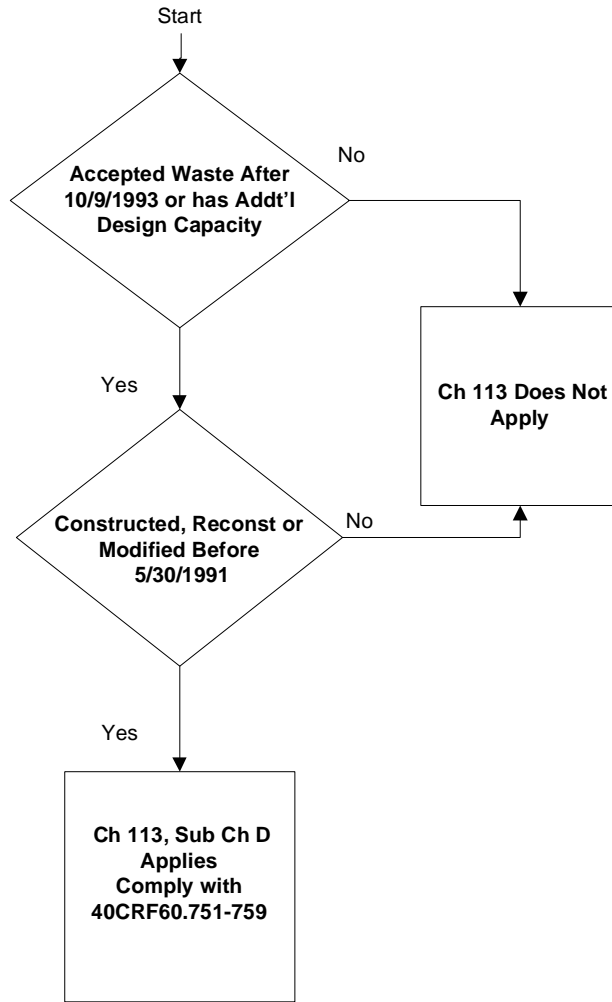 Start
Accepted Waste After
10/9/1993 or has Addt'l
Design Capacity
No
Yes
Ch 113 Does Not
Apply
Constructed, Reconst or
Modified Before
5/30/1991
No
Yes
Ch 113, Sub Ch D
Applies
Comply with
40CRF60.751-759